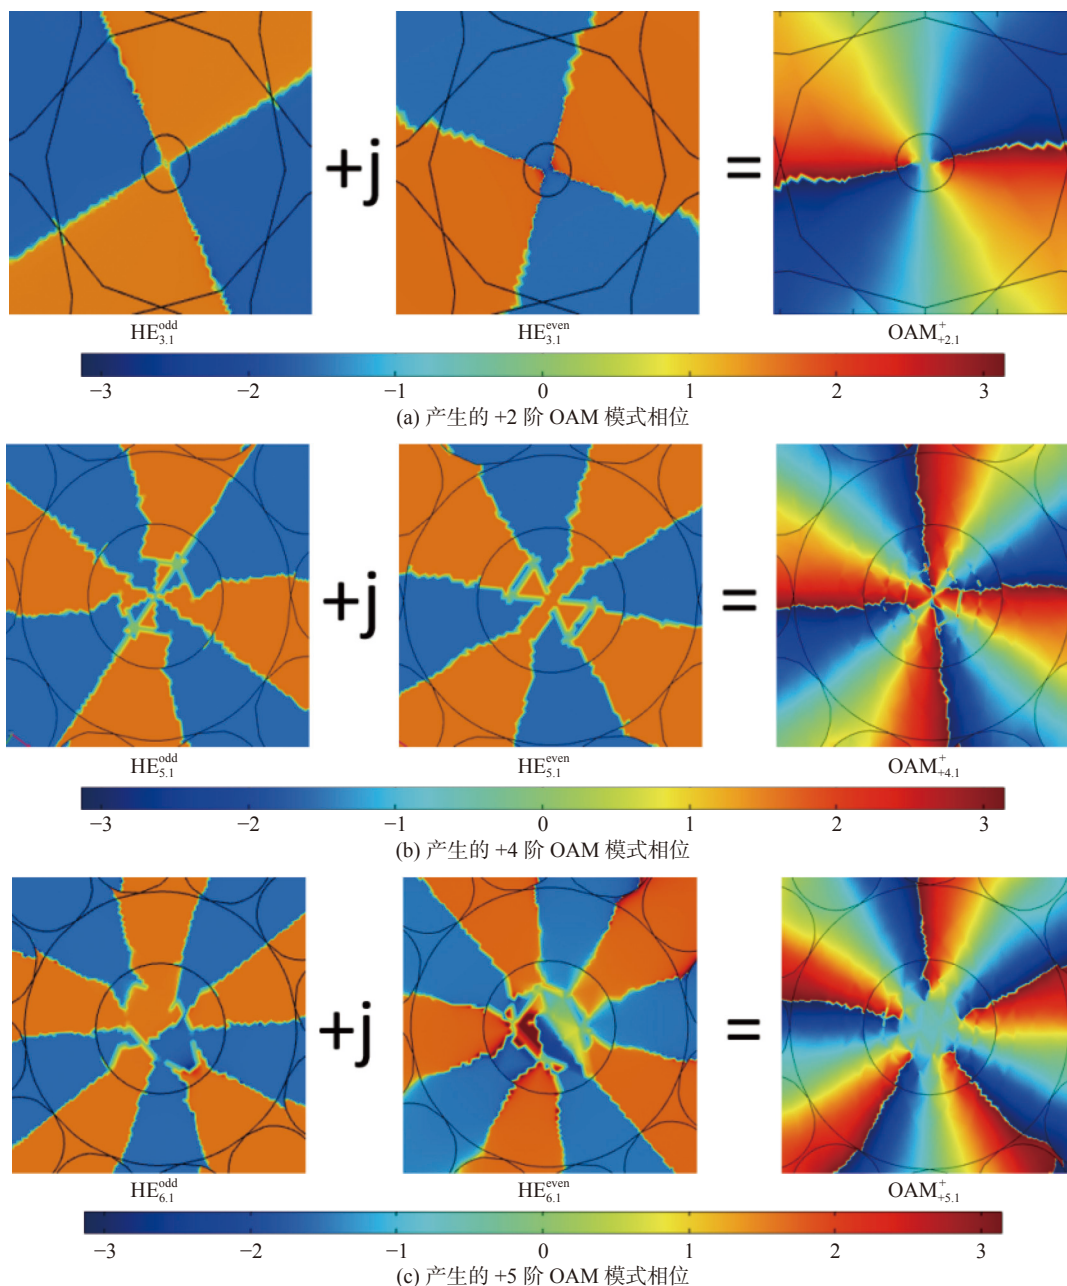 +j =
HE^odd_3.1 HE^even_3.1 OAM^+_+2.1
−3 −2 −1 0 1 2 3
(a) 产生的 +2 阶 OAM 模式相位
+j =
HE^odd_5.1 HE^even_5.1 OAM^+_+4.1
−3 −2 −1 0 1 2 3
(b) 产生的 +4 阶 OAM 模式相位
+j =
HE^odd_6.1 HE^even_6.1 OAM^+_+5.1
−3 −2 −1 0 1 2 3
(c) 产生的 +5 阶 OAM 模式相位